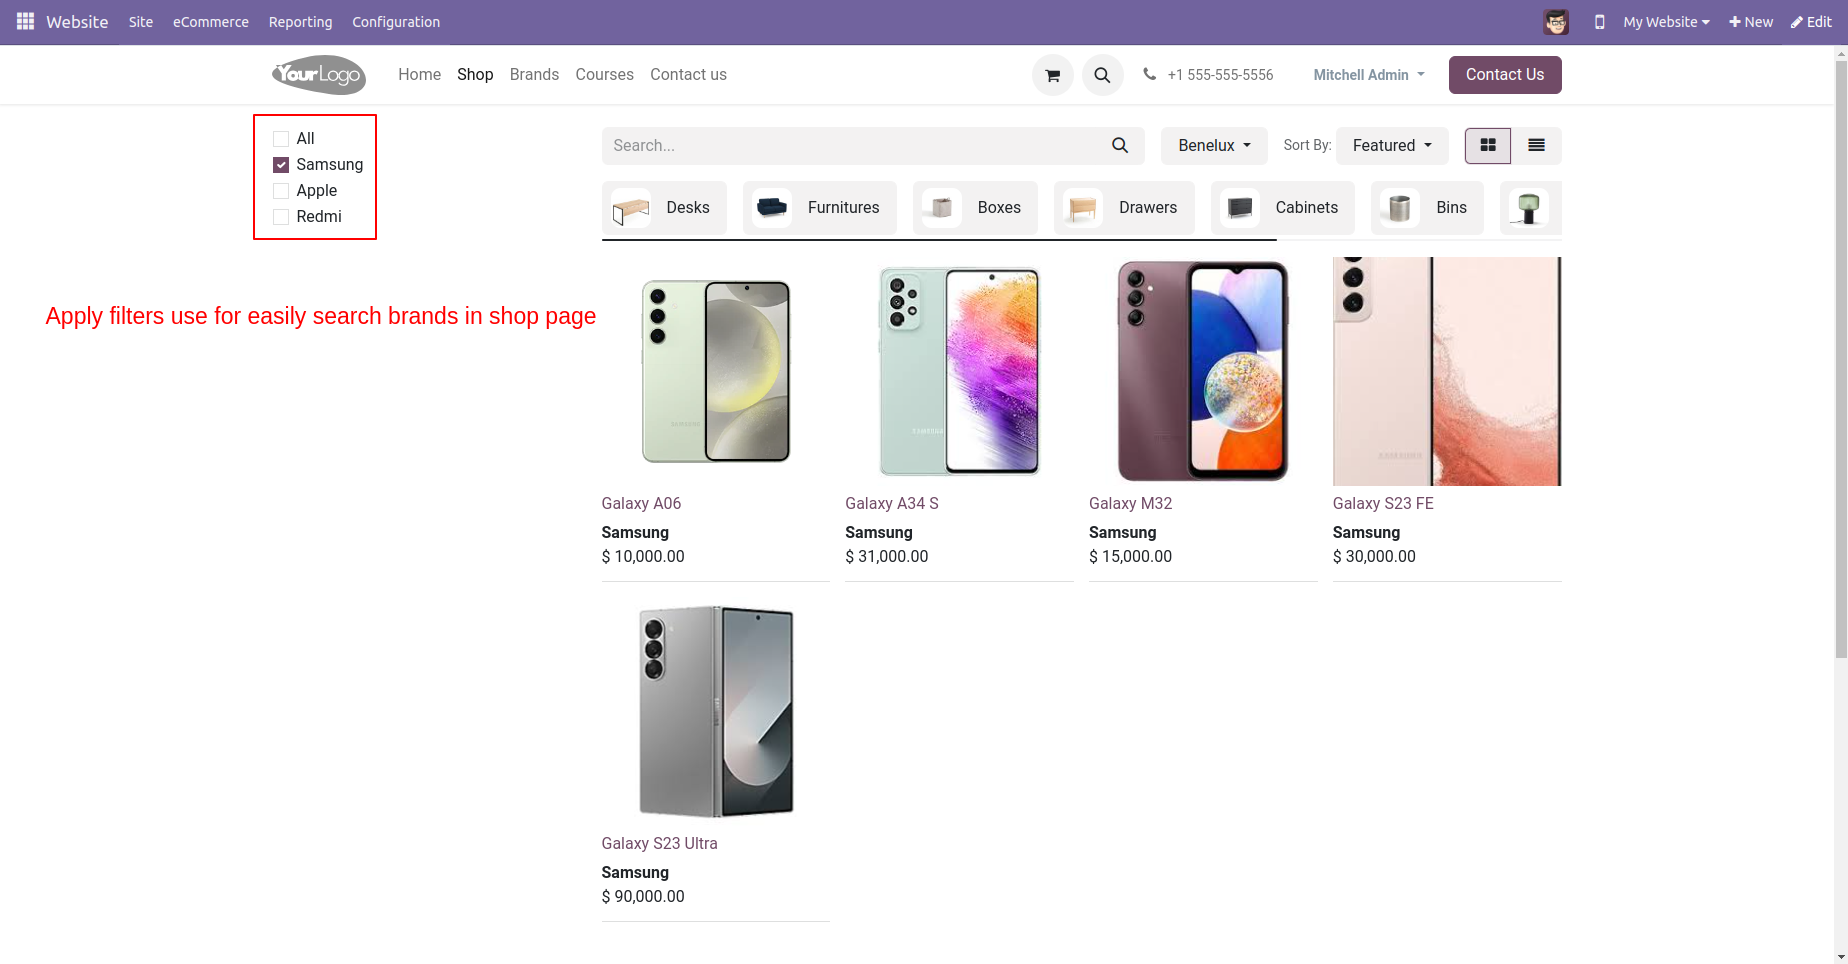 Website Site eCommerce Reporting Configuration My Website New Edit
YourLogo Home Shop Brands Courses Contact us +1 555-555-5556 Mitchell Admin Contact Us
All
Samsung
Apple
Redmi
Search... Benelux Sort By: Featured
Desks Furnitures Boxes Drawers Cabinets Bins
Apply filters use for easily search brands in shop page
Galaxy A06 Galaxy A34 S Galaxy M32 Galaxy S23 FE
Samsung Samsung Samsung Samsung
$ 10,000.00 $ 31,000.00 $ 15,000.00 $ 30,000.00
Galaxy S23 Ultra
Samsung
$ 90,000.00